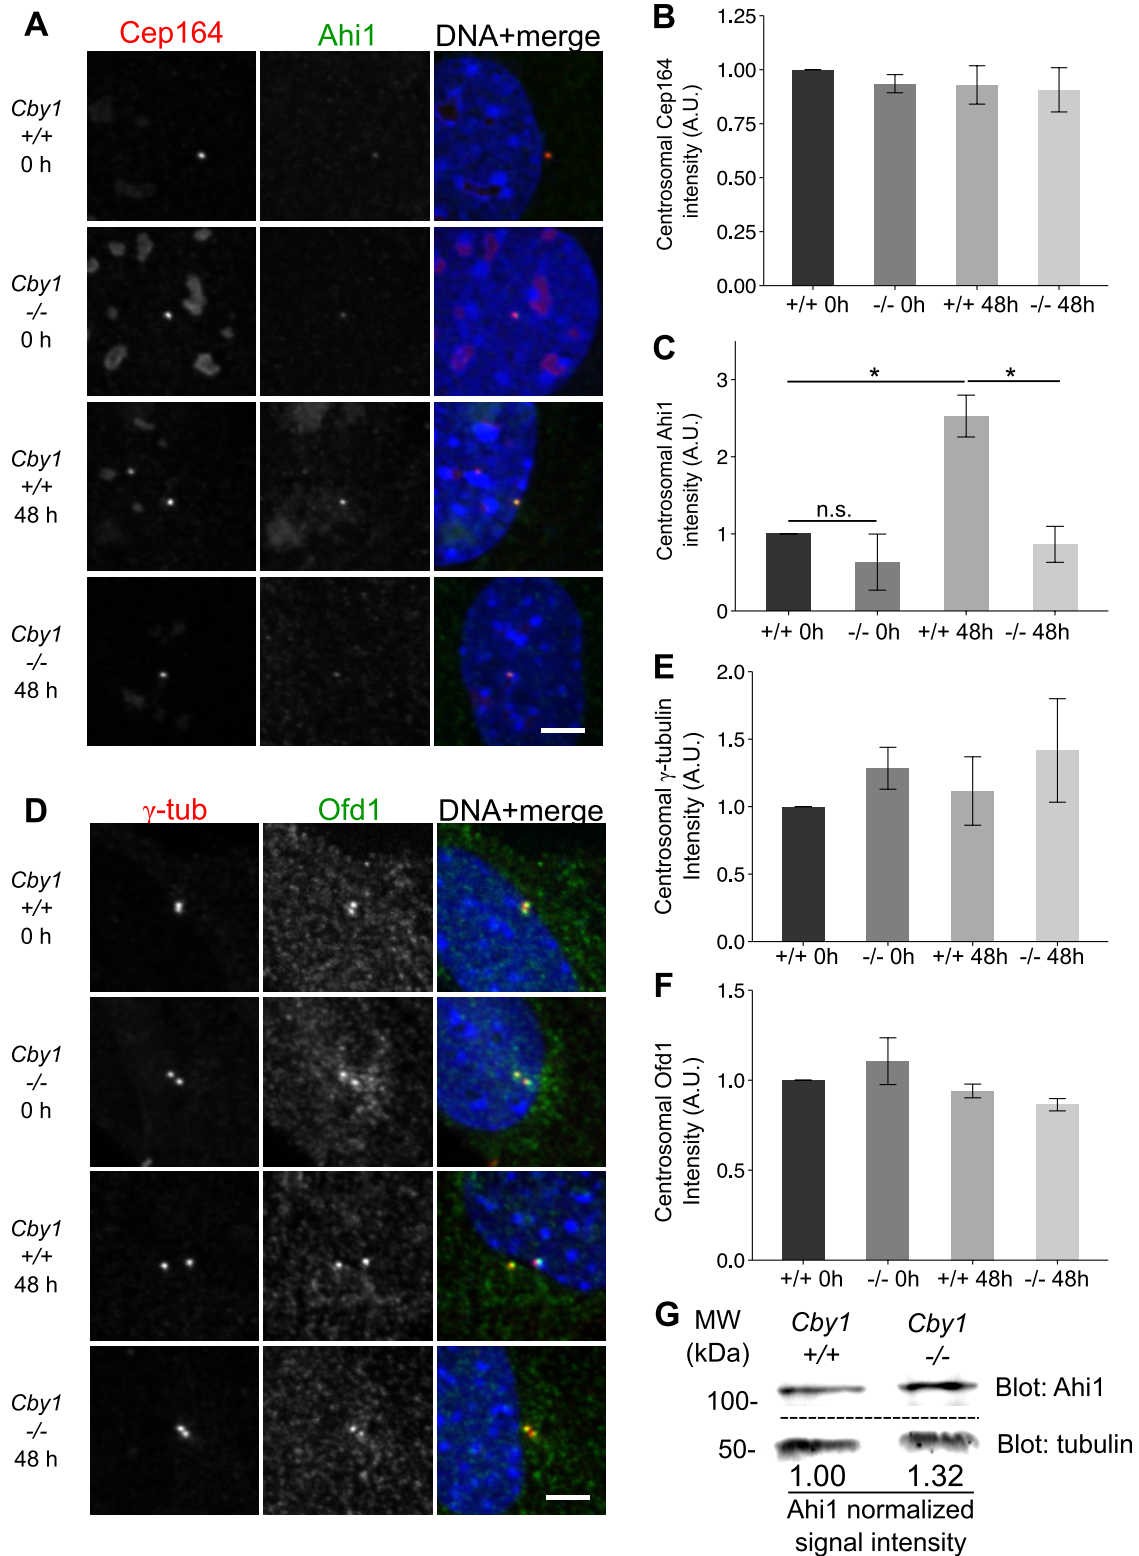 A
Cep164 Ahi1 DNA+merge
Cby1
+/+
0 h
Cby1
-/-
0 h
Cby1
+/+
48 h
Cby1
-/-
48 h
B
Centrosomal Cep164
intensity (A.U.)
1.25
1.00
0.75
0.50
0.25
0.00
+/+ 0h -/- 0h +/+ 48h -/- 48h
C
Centrosomal Ahi1
intensity (A.U.)
3
2
1
0
n.s.
* *
+/+ 0h -/- 0h +/+ 48h -/- 48h
D
γ-tub Ofd1 DNA+merge
Cby1
+/+
0 h
Cby1
-/-
0 h
Cby1
+/+
48 h
Cby1
-/-
48 h
E
Centrosomal γ-tubulin
Intensity (A.U.)
2.0
1.5
1.0
0.5
0.0
+/+ 0h -/- 0h +/+ 48h -/- 48h
F
Centrosomal Ofd1
Intensity (A.U.)
1.5
1.0
0.5
0.0
+/+ 0h -/- 0h +/+ 48h -/- 48h
G
MW
(kDa)
Cby1
+/+
Cby1
-/-
100-
Blot: Ahi1
50-
Blot: tubulin
1.00 1.32
Ahi1 normalized
signal intensity